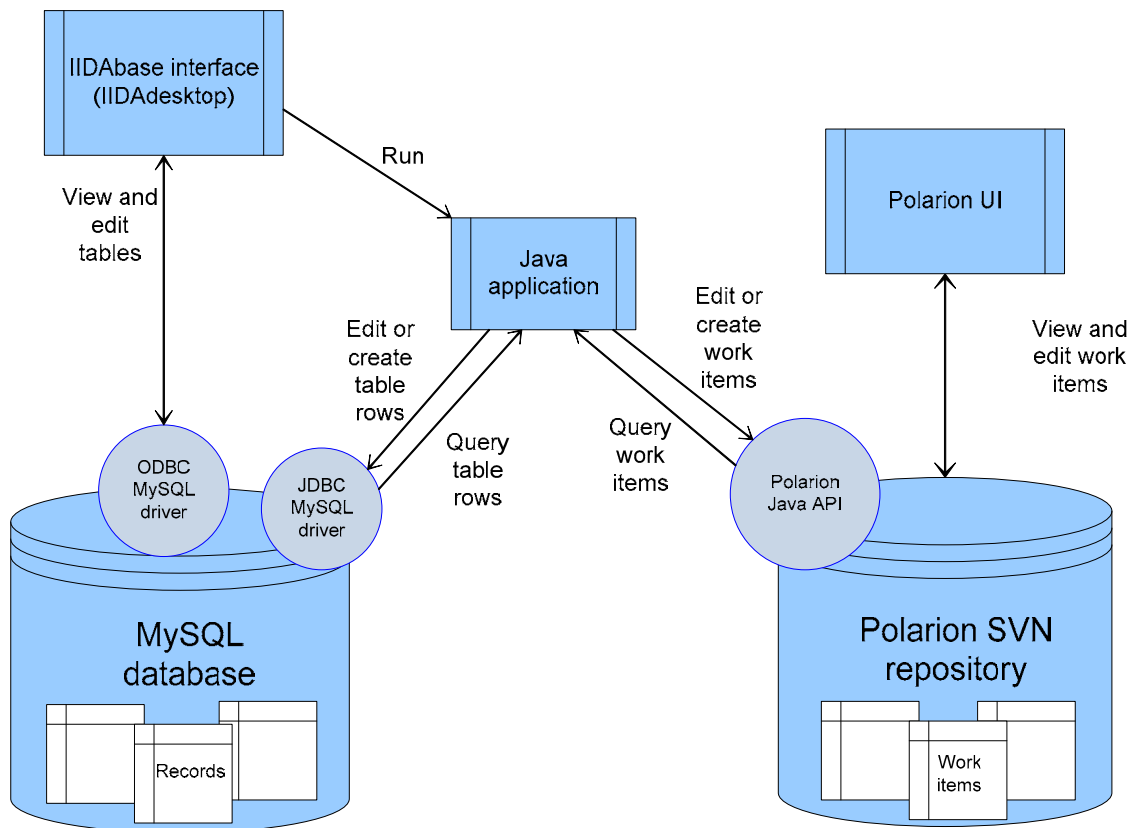 IIDAbase interface
(IIDAdesktop)
Run
Polarion UI
View and
edit
tables
Java
application
Edit or
create
table
rows
Edit or
create
work
items
View and
edit work
items
Query
table
rows
Query
work
items
ODBC
MySQL
driver
JDBC
MySQL
driver
Polarion
Java API
MySQL
database
Polarion SVN
repository
Records
Work
items